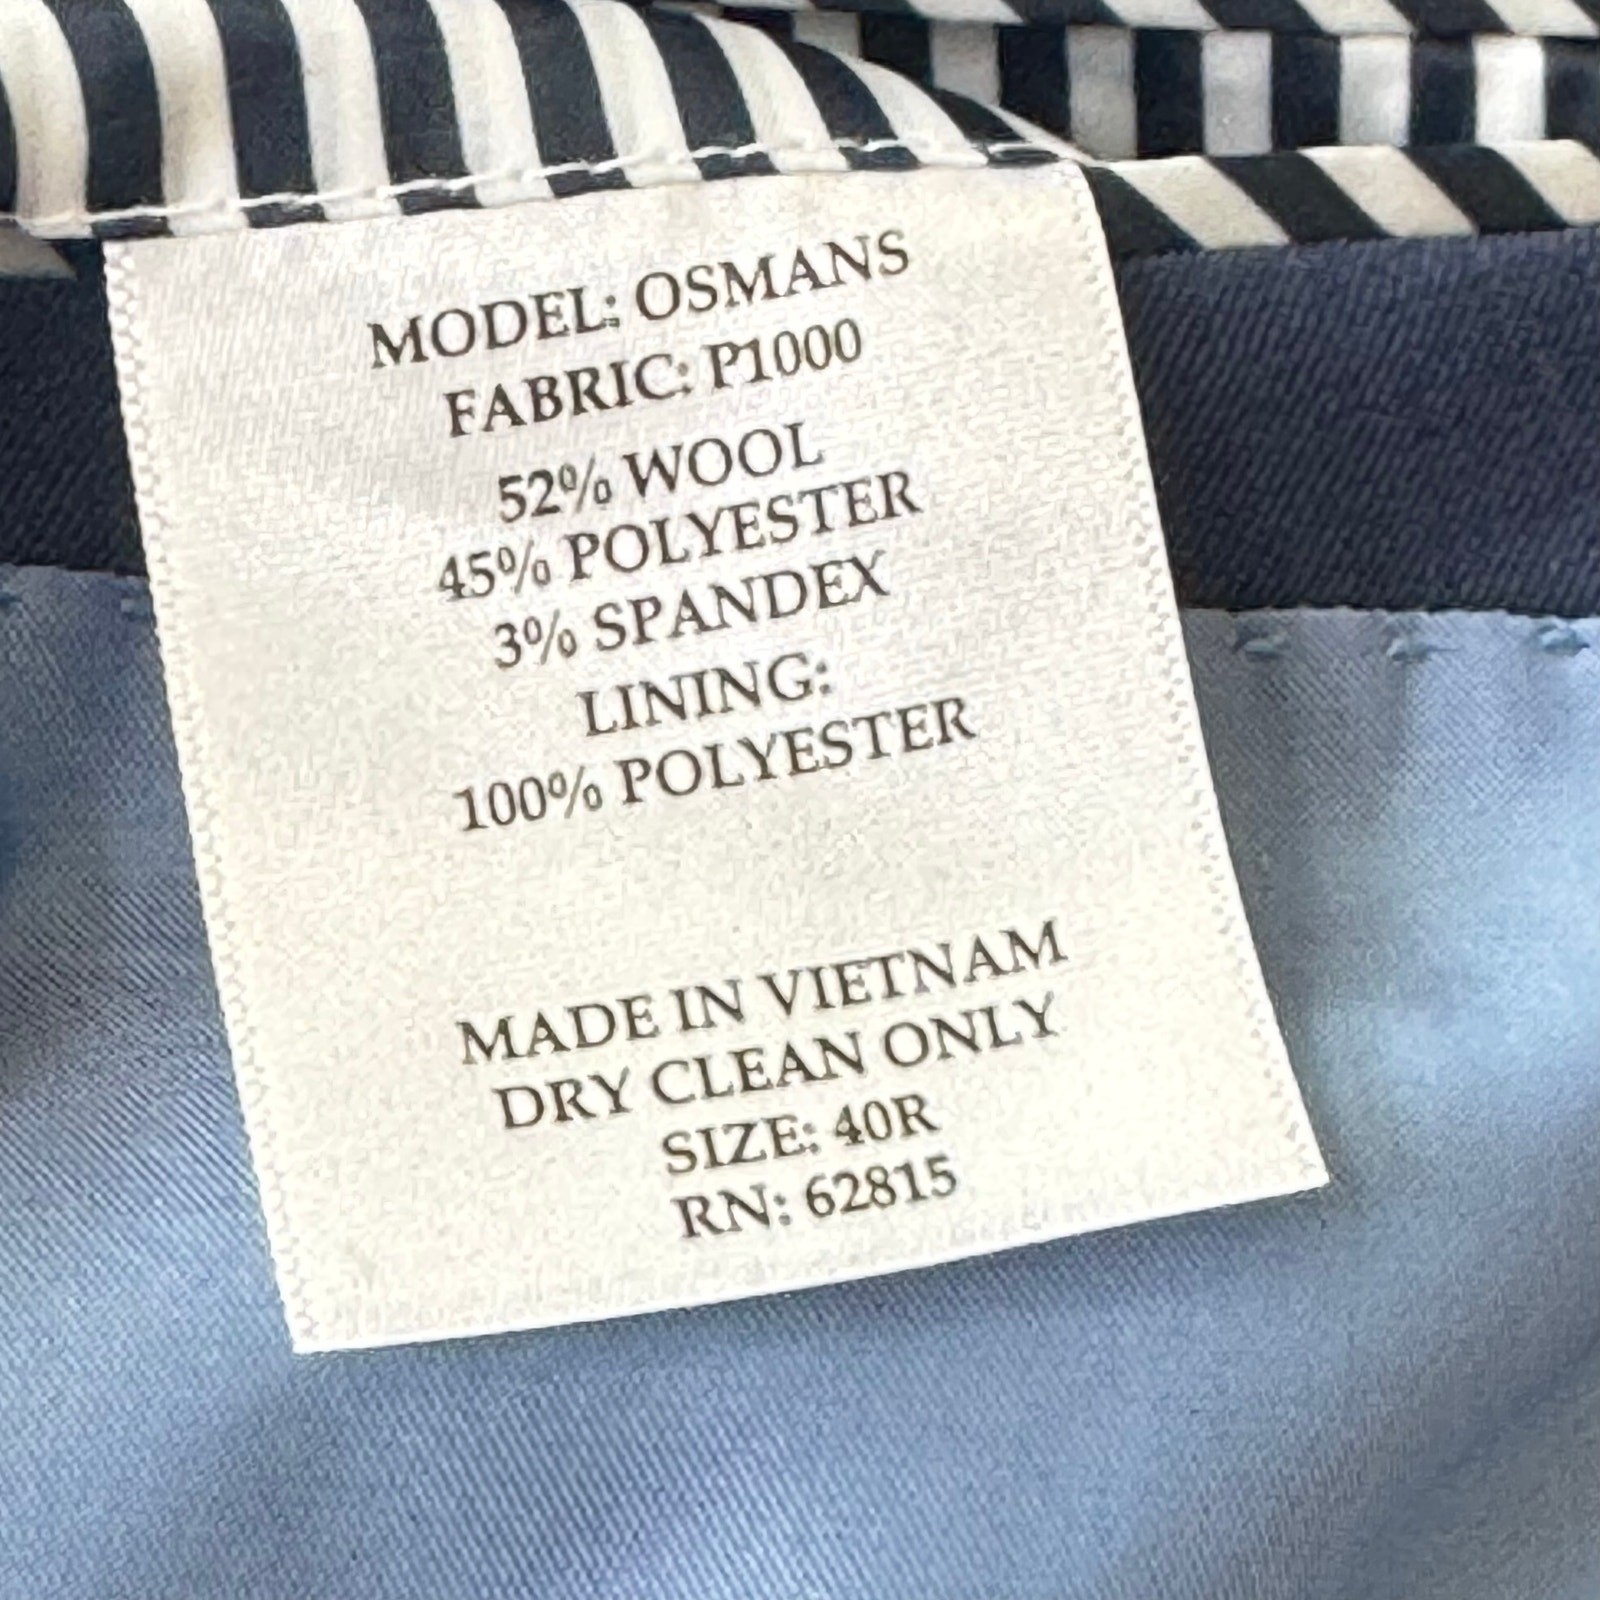 MODEL: OSMANS
FABRIC: P1000
52% WOOL
45% POLYESTER
3% SPANDEX
LINING:
100% POLYESTER
MADE IN VIETNAM
DRY CLEAN ONLY
SIZE: 40R
RN: 62815